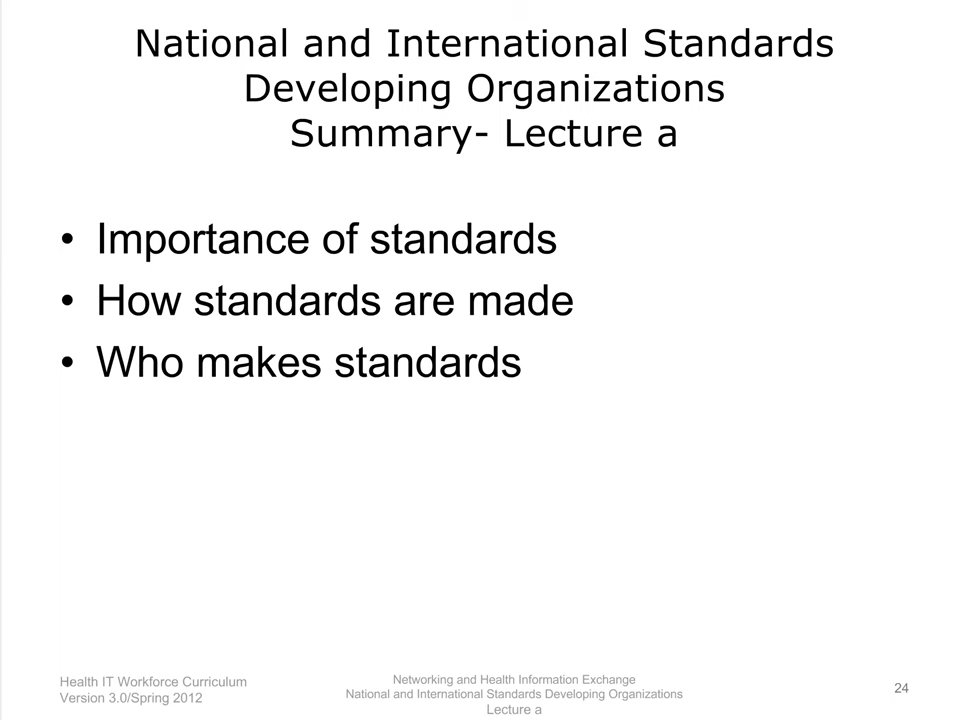 National and International Standards
Developing Organizations
Summary- Lecture a
• Importance of standards
• How standards are made
• Who makes standards
Health IT Workforce Curriculum
Version 3.0/Spring 2012
Networking and Health Information Exchange
National and International Standards Developing Organizations
Lecture a
24